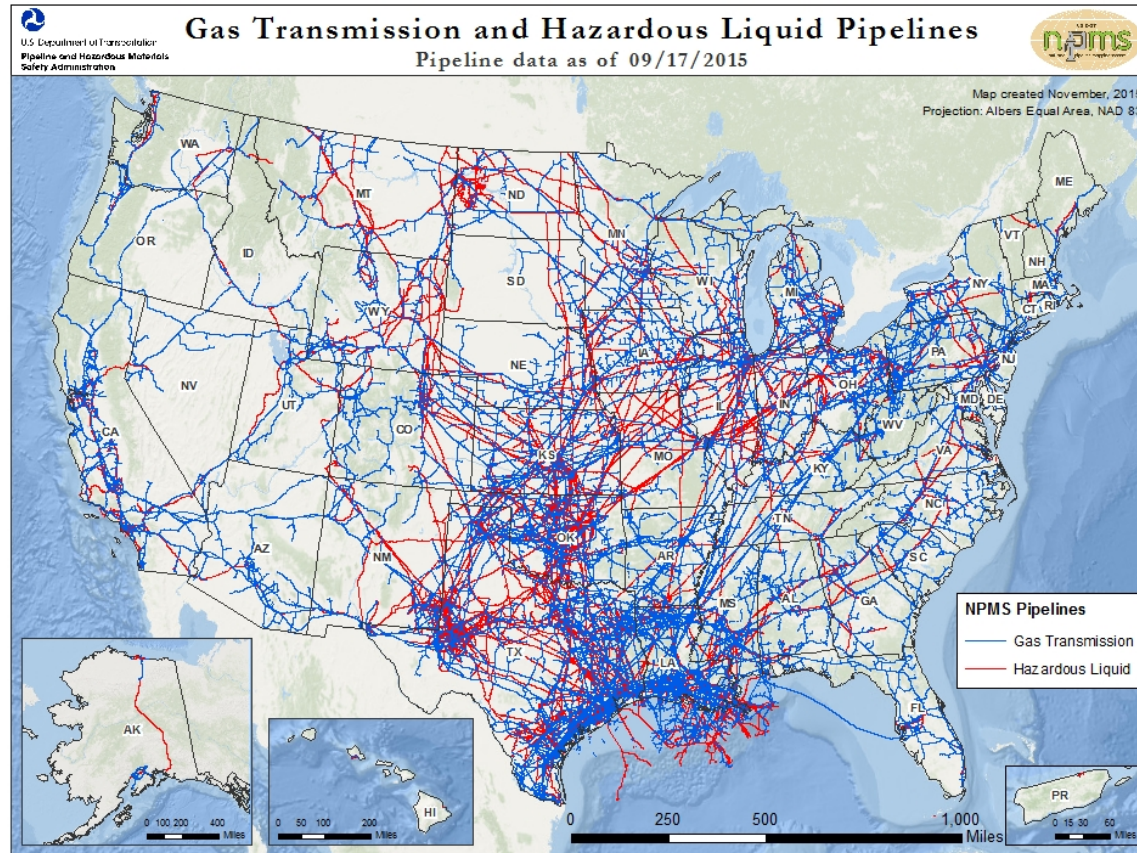 Gas Transmission and Hazardous Liquid Pipelines
Pipeline data as of 09/17/2015
U.S. Department of Transportation
Pipeline and Hazardous Materials
Safety Administration
npms
Map created November, 2015
Projection: Albers Equal Area, NAD 83
WA
MT
ND
MN
ME
OR
ID
SD
WI
MI
VT
NH
NY
MA
CT
RI
WY
NE
IA
PA
NJ
NV
UT
CO
IL
IN
OH
MD
DE
WV
CA
KS
MO
KY
VA
AZ
NM
OK
AR
TN
NC
SC
TX
LA
MS
AL
GA
FL
NPMS Pipelines
Gas Transmission
Hazardous Liquid
AK
0 100 200 400
Miles
HI
0 50 100 200
Miles
0 250 500 1,000
Miles
PR
0 15 30 60
Miles